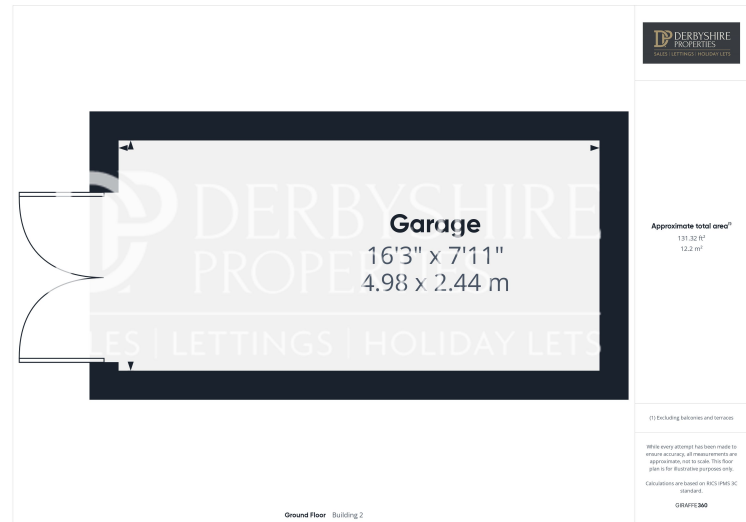 DP DERBYSHIRE
PROPERTIES
SALES | LETTINGS | HOLIDAY LETS
DERBYSHIRE
PROPERTIES
SALES | LETTINGS | HOLIDAY LETS
Garage
16'3" x 7'11"
4.98 x 2.44 m
Approximate total area⁽¹⁾
131.32 ft²
12.2 m²
(1) Excluding balconies and terraces
While every attempt has been made to
ensure accuracy, all measurements are
approximate, not to scale. This floor
plan is for illustrative purposes only.
Calculations are based on RICS IPMS 3C
standard.
GIRAFFE360
Ground Floor Building 2